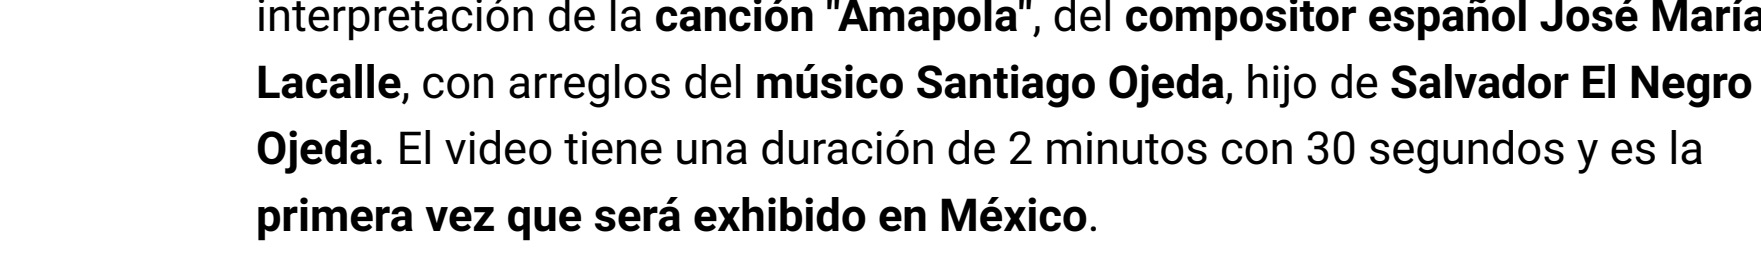 interpretación de la canción "Amapola", del compositor español José María
Lacalle, con arreglos del músico Santiago Ojeda, hijo de Salvador El Negro
Ojeda. El video tiene una duración de 2 minutos con 30 segundos y es la
primera vez que será exhibido en México.